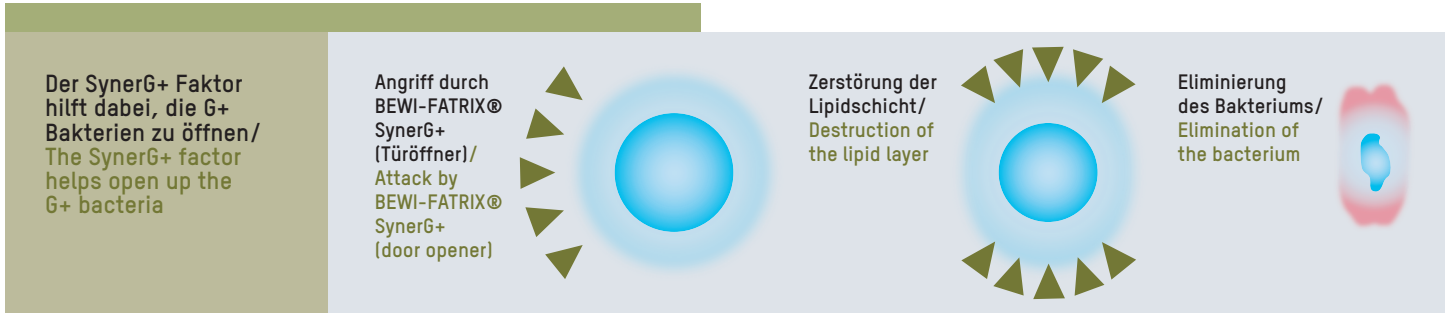 Der SynerG+ Faktor
hilft dabei, die G+
Bakterien zu öffnen/
The SynerG+ factor
helps open up the
G+ bacteria
Angriff durch
BEWI-FATRIX®
SynerG+
(Türöffner)/
Attack by
BEWI-FATRIX®
SynerG+
(door opener)
Zerstörung der
Lipidschicht/
Destruction of
the lipid layer
Eliminierung
des Bakteriums/
Elimination of
the bacterium